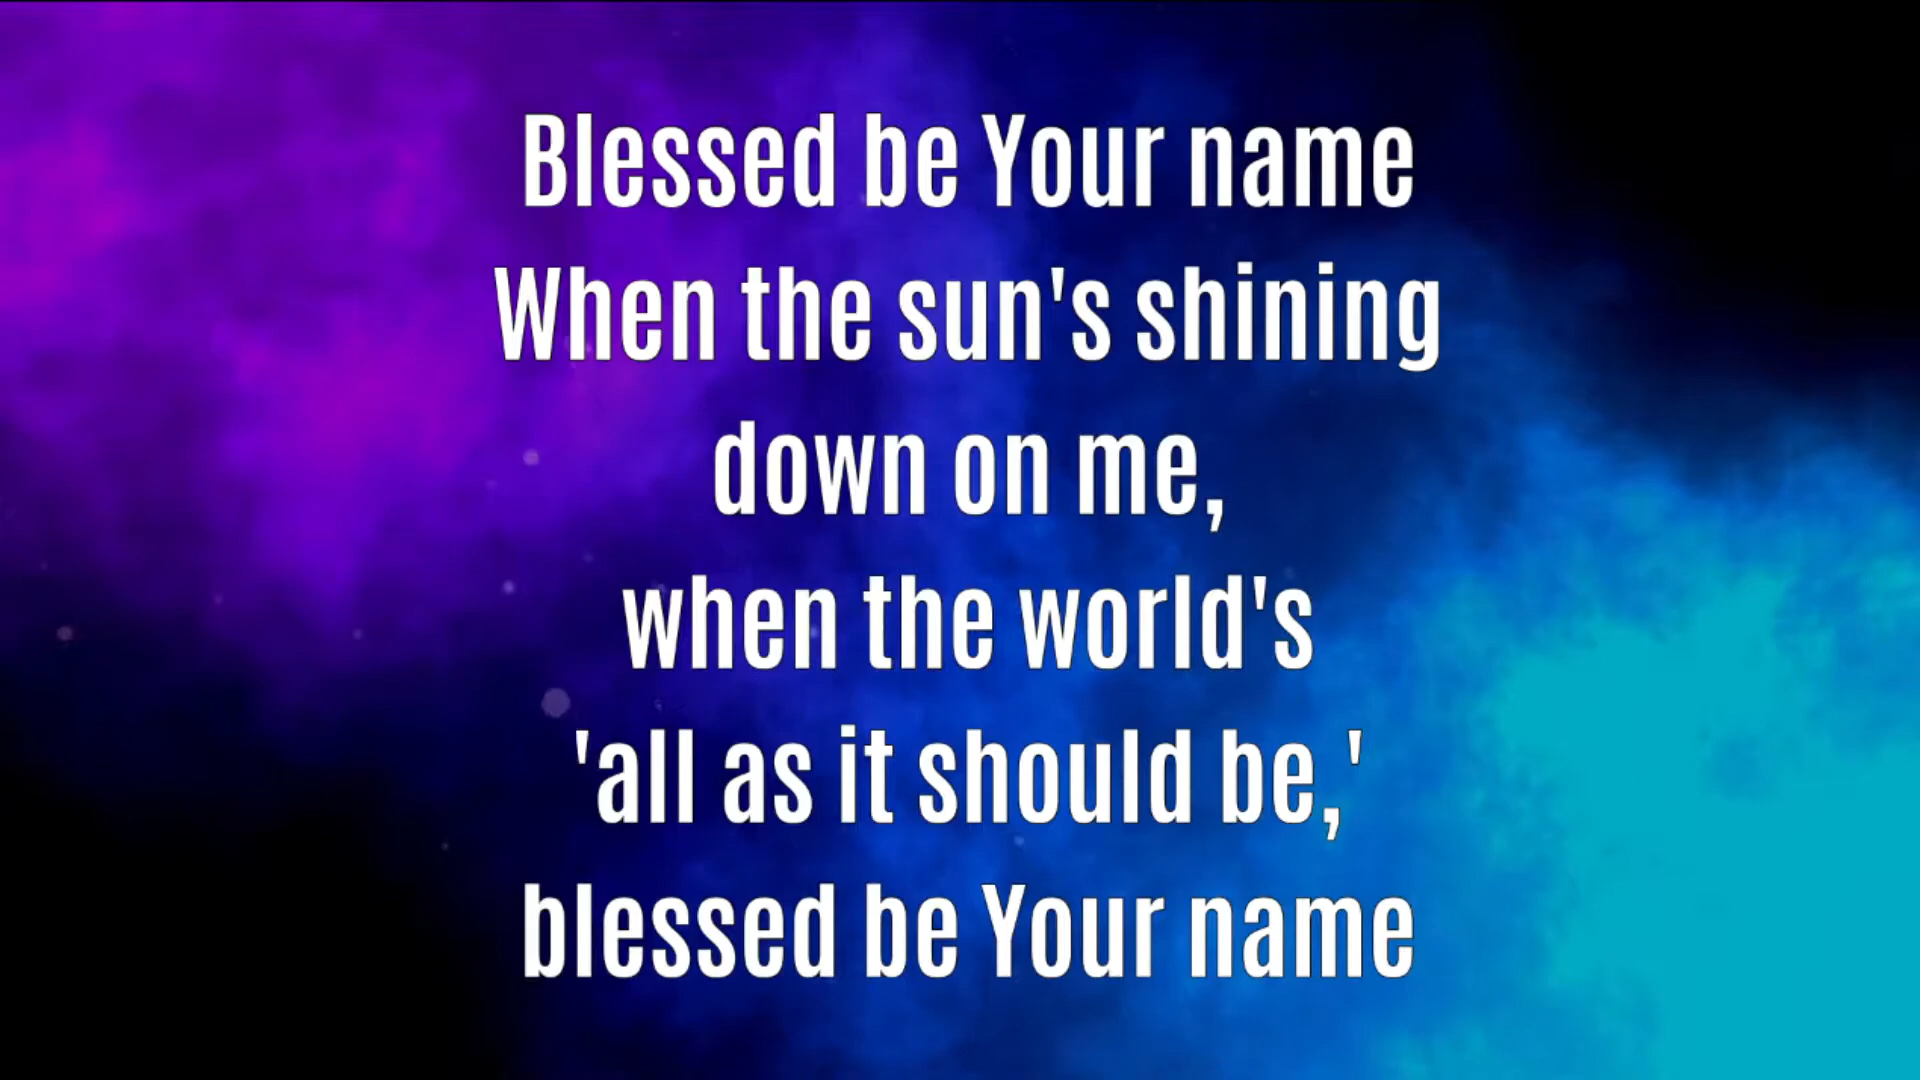 Blessed be Your name
When the sun's shining
down on me,
when the world's
'all as it should be,'
blessed be Your name